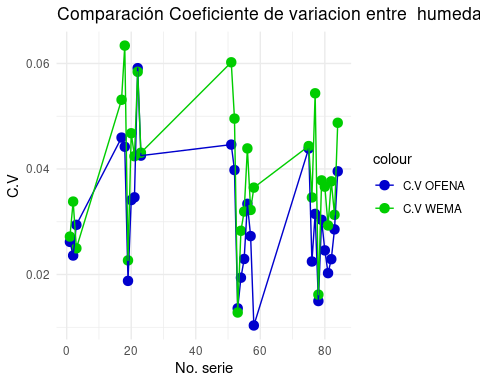 Comparación Coeficiente de variacion entre humeda
0.06
0.04
0.02
C.V
0
20
40
60
80
No. serie
colour
C.V OFENA
C.V WEMA